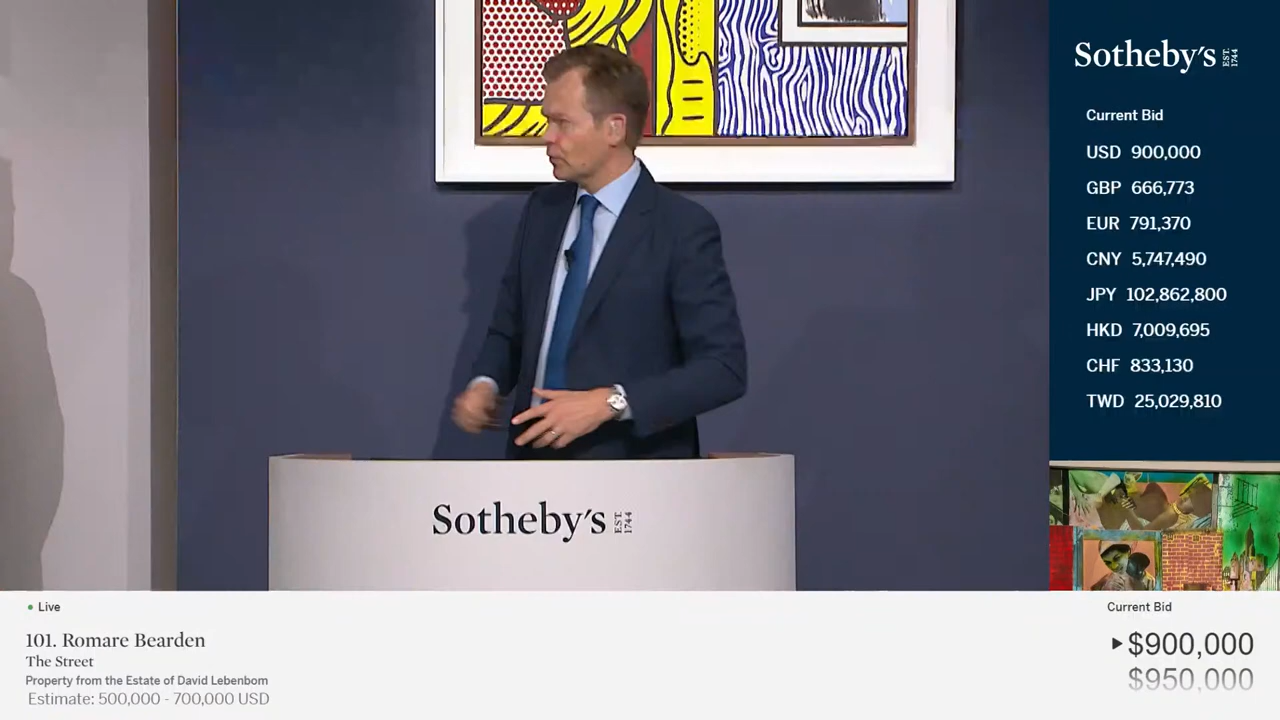 Sotheby's EST. 1744
Current Bid
USD 900,000
GBP 666,773
EUR 791,370
CNY 5,747,490
JPY 102,862,800
HKD 7,009,695
CHF 833,130
TWD 25,029,810
Sotheby's EST. 1744
Live
101. Romare Bearden
The Street
Property from the Estate of David Lebenbom
Estimate: 500,000 - 700,000 USD
Current Bid
$900,000
$950,000